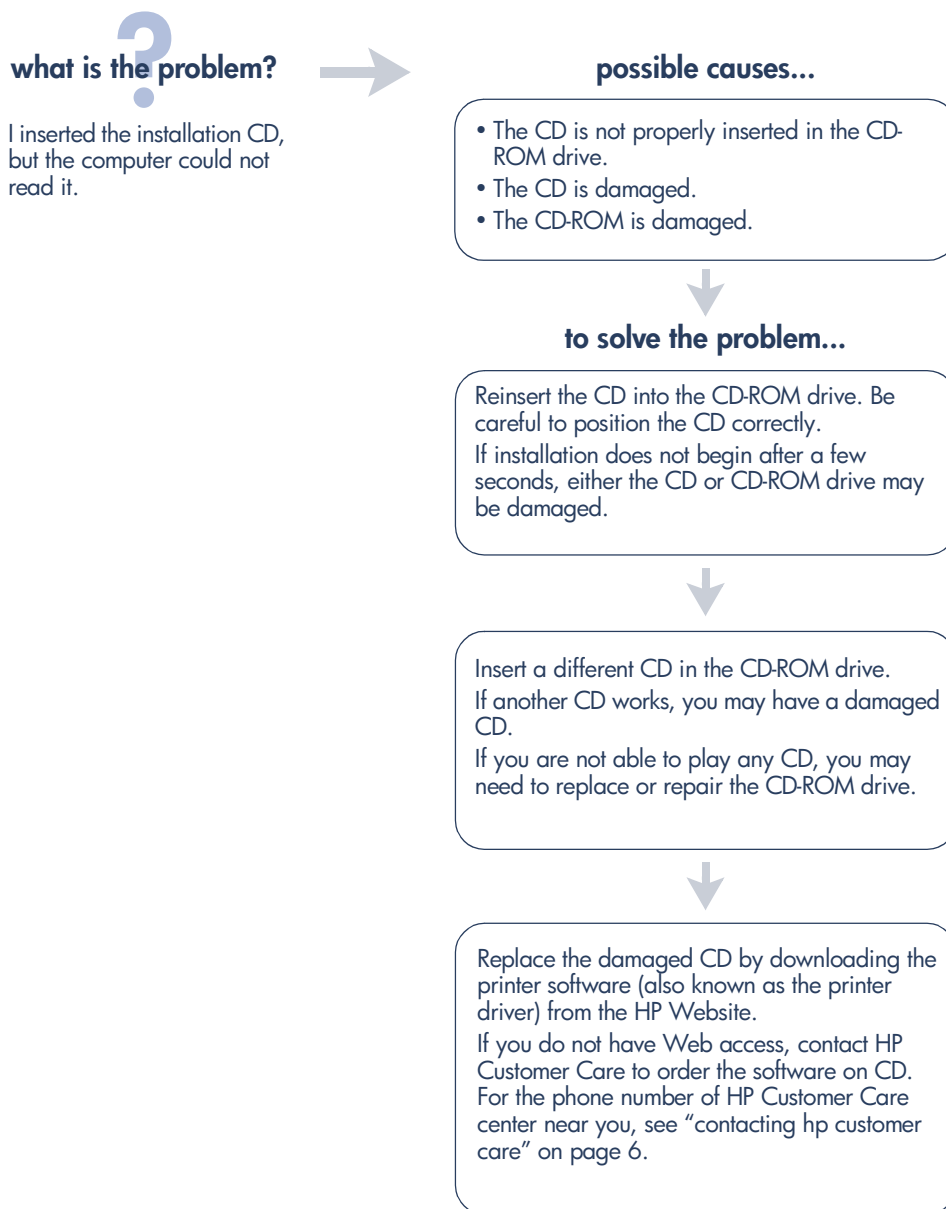 ?
what is the problem?
I inserted the installation CD,
but the computer could not
read it.
possible causes...
• The CD is not properly inserted in the CD-
ROM drive.
• The CD is damaged.
• The CD-ROM is damaged.
to solve the problem...
Reinsert the CD into the CD-ROM drive. Be
careful to position the CD correctly.
If installation does not begin after a few
seconds, either the CD or CD-ROM drive may
be damaged.
Insert a different CD in the CD-ROM drive.
If another CD works, you may have a damaged
CD.
If you are not able to play any CD, you may
need to replace or repair the CD-ROM drive.
Replace the damaged CD by downloading the
printer software (also known as the printer
driver) from the HP Website.
If you do not have Web access, contact HP
Customer Care to order the software on CD.
For the phone number of HP Customer Care
center near you, see “contacting hp customer
care” on page 6.